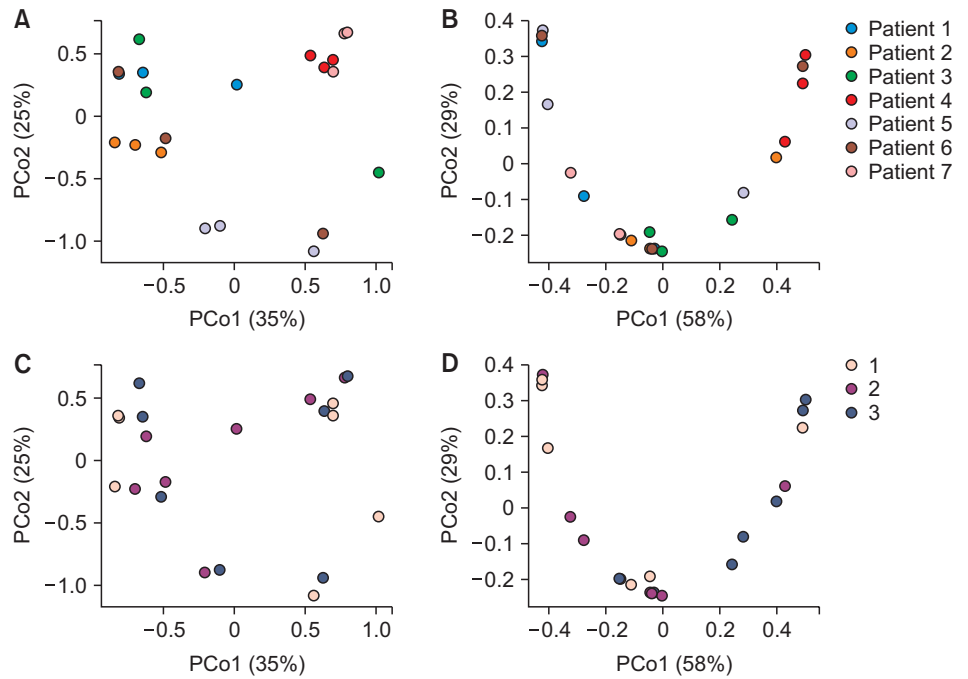 A
0.5
0
−0.5
−1.0
PCo2 (25%)
−0.5
0
0.5
1.0
PCo1 (35%)
B
0.4
0.3
0.2
0.1
0
−0.1
−0.2
PCo2 (29%)
−0.4
−0.2
0
0.2
0.4
PCo1 (58%)
Patient 1
Patient 2
Patient 3
Patient 4
Patient 5
Patient 6
Patient 7
C
0.5
0
−0.5
−1.0
PCo2 (25%)
−0.5
0
0.5
1.0
PCo1 (35%)
D
0.4
0.3
0.2
0.1
0
−0.1
−0.2
PCo2 (29%)
−0.4
−0.2
0
0.2
0.4
PCo1 (58%)
1
2
3